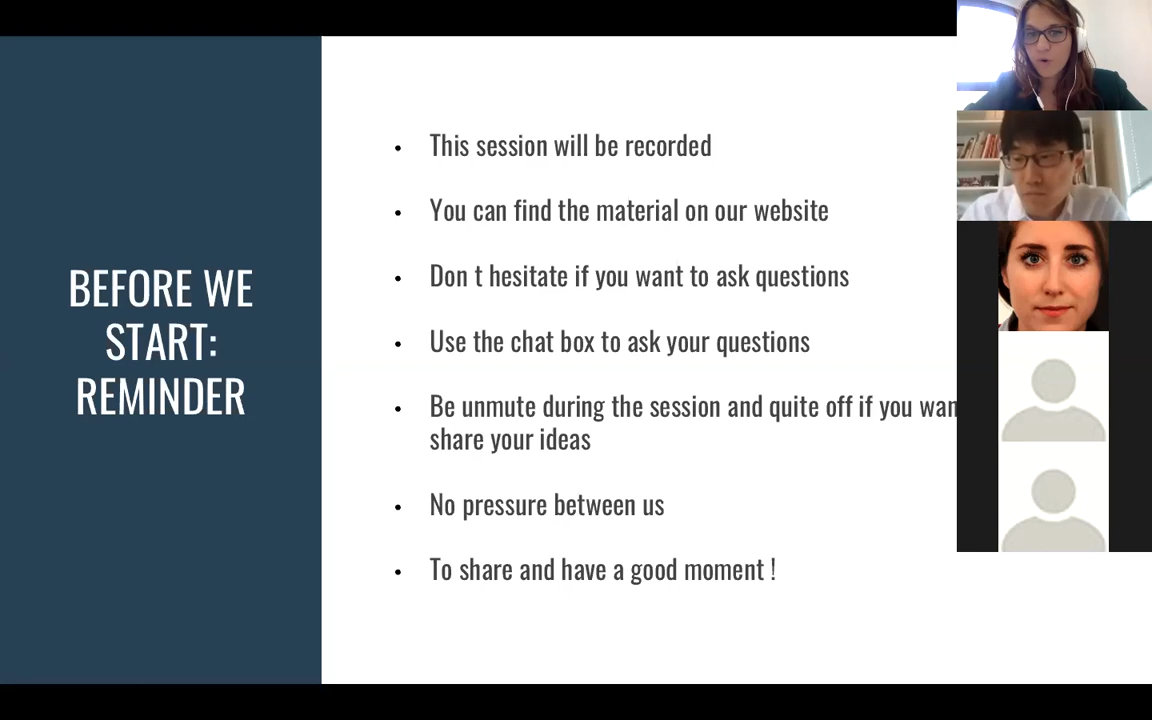 BEFORE WE
START:
REMINDER
• This session will be recorded
• You can find the material on our website
• Don t hesitate if you want to ask questions
• Use the chat box to ask your questions
• Be unmute during the session and quite off if you
share your ideas
• No pressure between us
• To share and have a good moment !